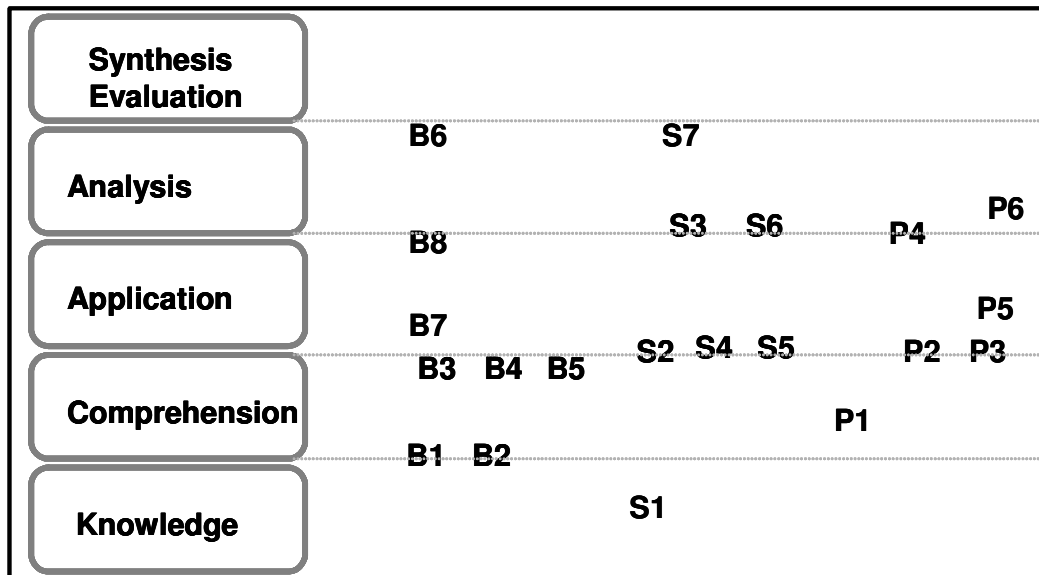 Synthesis
Evaluation
B6 S7
Analysis
P6
S3 S6 P4
B8
Application
P5
B7
S2 S4 S5 P2 P3
B3 B4 B5
Comprehension
P1
B1 B2
S1
Knowledge